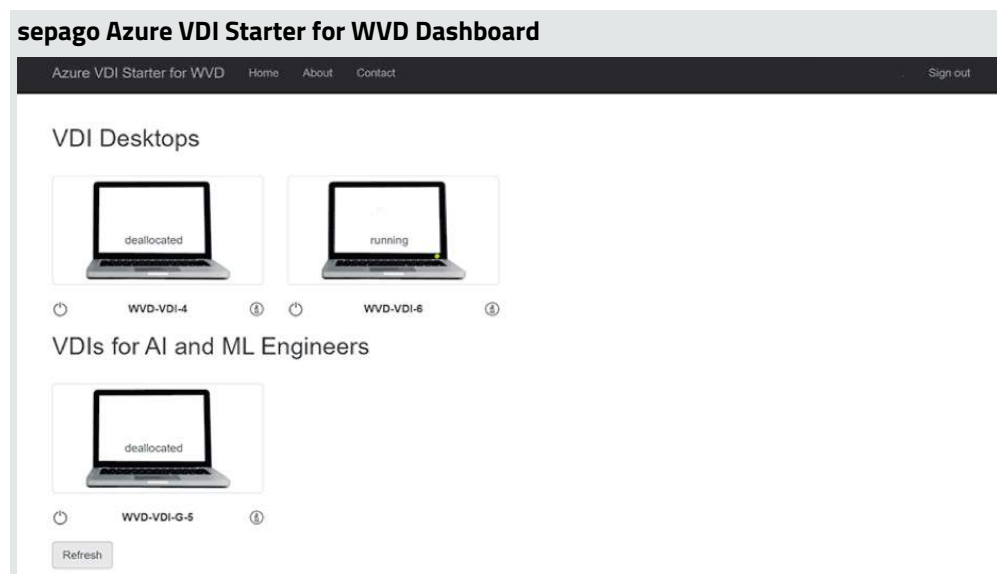 sepago Azure VDI Starter for WVD Dashboard
Azure VDI Starter for WVD Home About Contact Sign out
VDI Desktops
deallocated running
WVD-VDI-4 WVD-VDI-6
VDIs for AI and ML Engineers
deallocated
WVD-VDI-G-5
Refresh